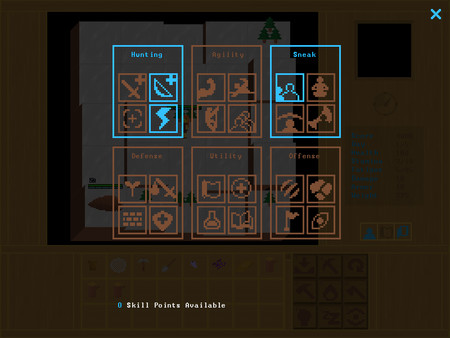 Hunting
Agility
Sneak
Defense
Utility
Offense
0 Skill Points Available